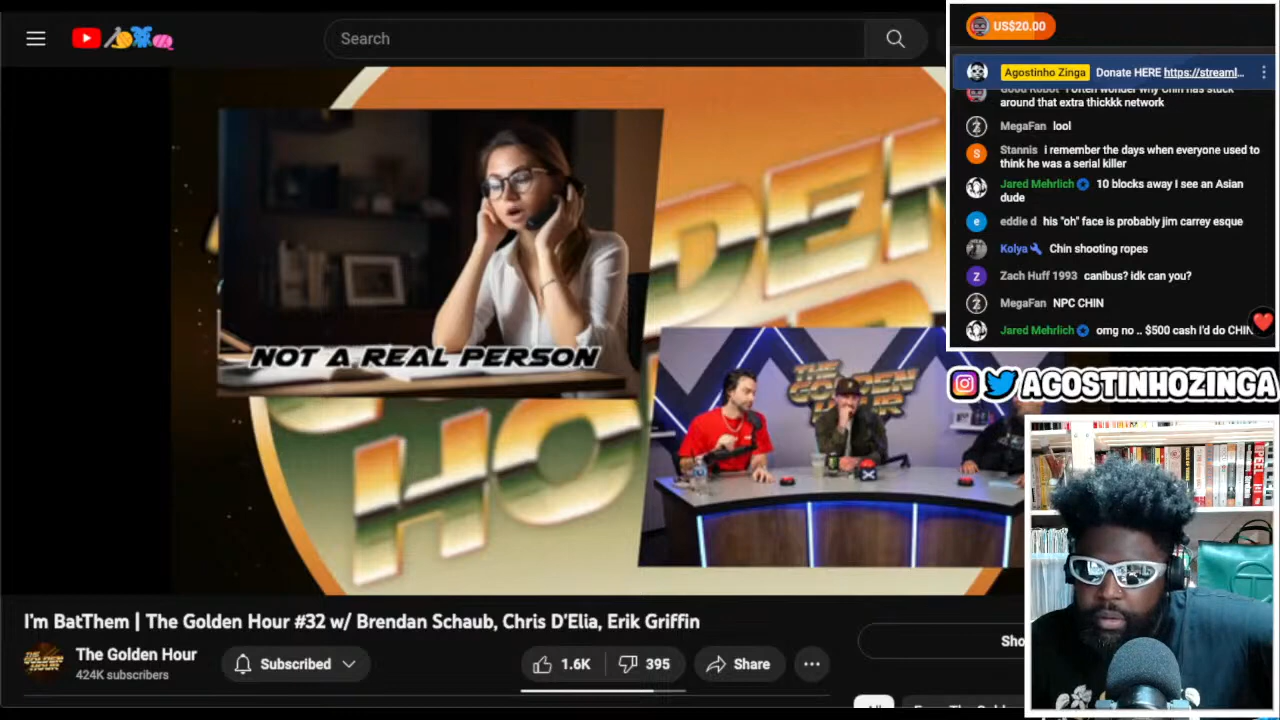 Search
NOT A REAL PERSON
DEN
HO
THE
GOLDEN
HOUR
I'm BatThem | The Golden Hour #32 w/ Brendan Schaub, Chris D'Elia, Erik Griffin
The Golden Hour
424K subscribers
Subscribed
1.6K
395
Share
Sho
US$20.00
Agostinho Zinga Donate HERE https://streaml...
Good Robot I often wonder why Chin has stuck
around that extra thickkk network
MegaFan lool
Stannis i remember the days when everyone used to
think he was a serial killer
Jared Mehrlich 10 blocks away I see an Asian
dude
eddie d his "oh" face is probably jim carrey esque
Kolya Chin shooting ropes
Zach Huff 1993 canibus? idk can you?
MegaFan NPC CHIN
Jared Mehrlich omg no .. $500 cash I'd do CHIN
AGOSTINHOZINGA